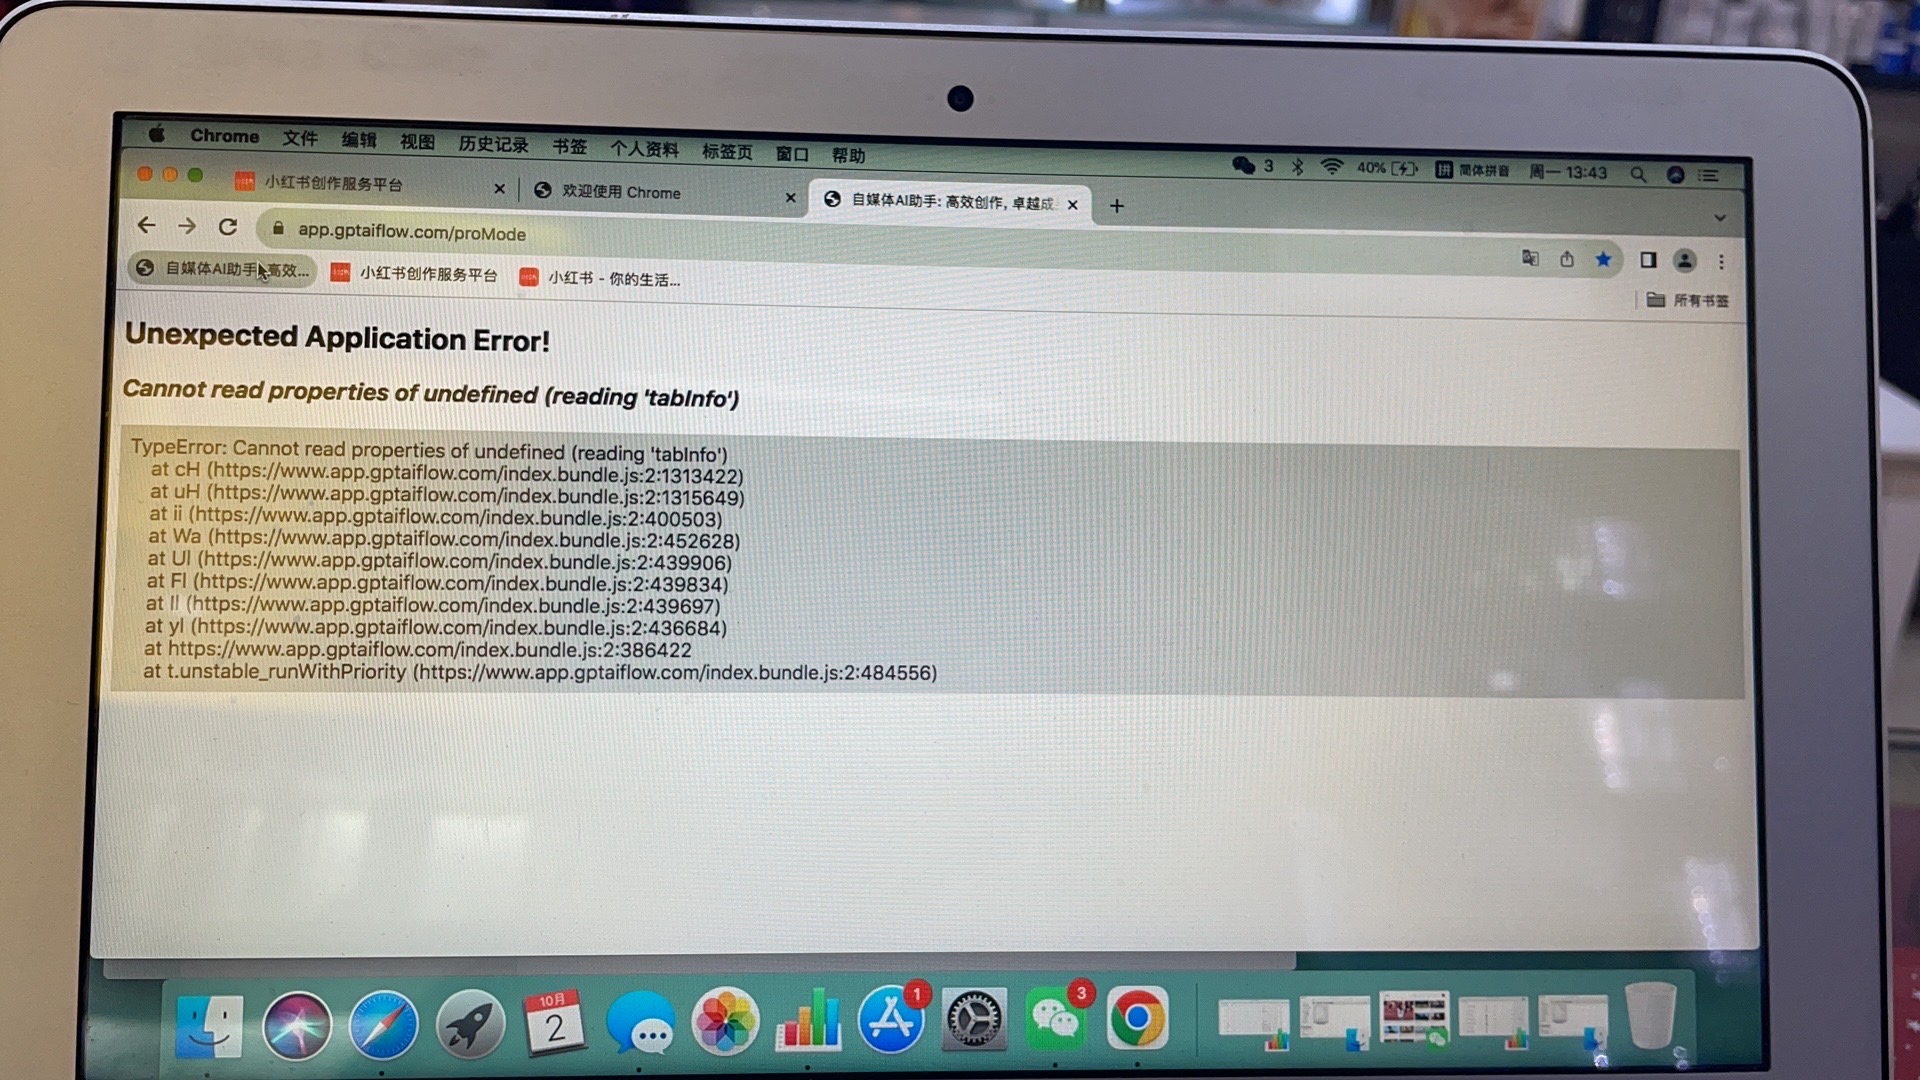 Chrome 文件 编辑 视图 历史记录 书签 个人资料 标签页 窗口 帮助 3 40% 拼 简体拼音 周一 13:43
小红书创作服务平台 欢迎使用 Chrome 自媒体AI助手: 高效创作, 卓越成
app.gptaiflow.com/proMode
自媒体AI助手: 高效... 小红书创作服务平台 小红书 - 你的生活...
所有书签
Unexpected Application Error!
Cannot read properties of undefined (reading 'tabInfo')
TypeError: Cannot read properties of undefined (reading 'tabInfo')
at cH (https://www.app.gptaiflow.com/index.bundle.js:2:1313422)
at uH (https://www.app.gptaiflow.com/index.bundle.js:2:1315649)
at ii (https://www.app.gptaiflow.com/index.bundle.js:2:400503)
at Wa (https://www.app.gptaiflow.com/index.bundle.js:2:452628)
at Ul (https://www.app.gptaiflow.com/index.bundle.js:2:439906)
at Fl (https://www.app.gptaiflow.com/index.bundle.js:2:439834)
at Il (https://www.app.gptaiflow.com/index.bundle.js:2:439697)
at yl (https://www.app.gptaiflow.com/index.bundle.js:2:436684)
at https://www.app.gptaiflow.com/index.bundle.js:2:386422
at t.unstable_runWithPriority (https://www.app.gptaiflow.com/index.bundle.js:2:484556)
10月
2
1
3